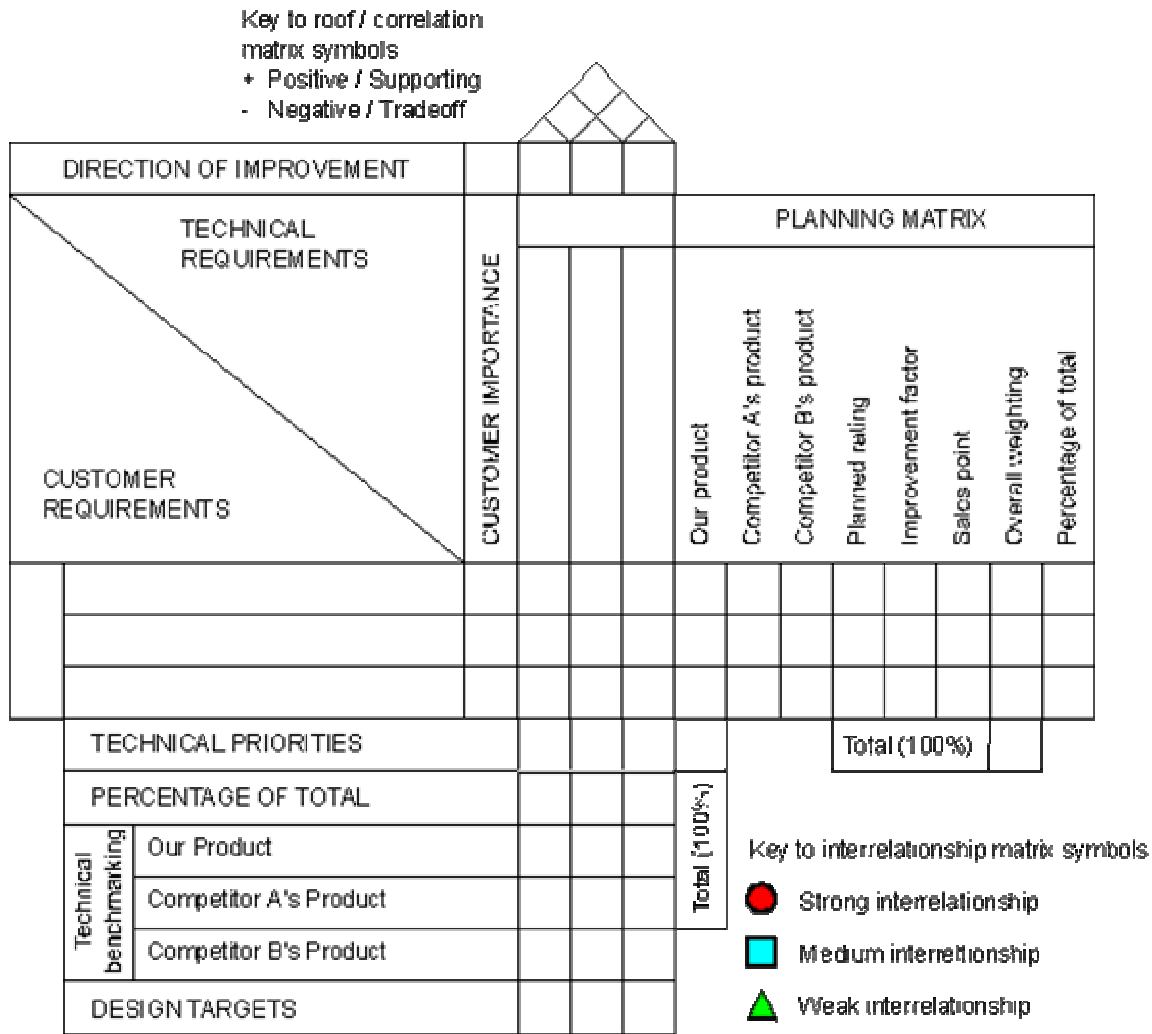 Key to roof / correlation
matrix symbols
+ Positive / Supporting
- Negative / Tradeoff
DIRECTION OF IMPROVEMENT
TECHNICAL
REQUIREMENTS
CUSTOMER
REQUIREMENTS
CUSTOMER IMPORTANCE
PLANNING MATRIX
Our product
Competitor A's product
Competitor B's product
Planned rating
Improvement factor
Sales point
Overall weighting
Percentage of total
TECHNICAL PRIORITIES
Total (100%)
PERCENTAGE OF TOTAL
Total (100%)
Technical
benchmarking
Our Product
Competitor A's Product
Competitor B's Product
DESIGN TARGETS
Key to interrelationship matrix symbols
Strong interrelationship
Medium interreltionship
Weak interrelationship